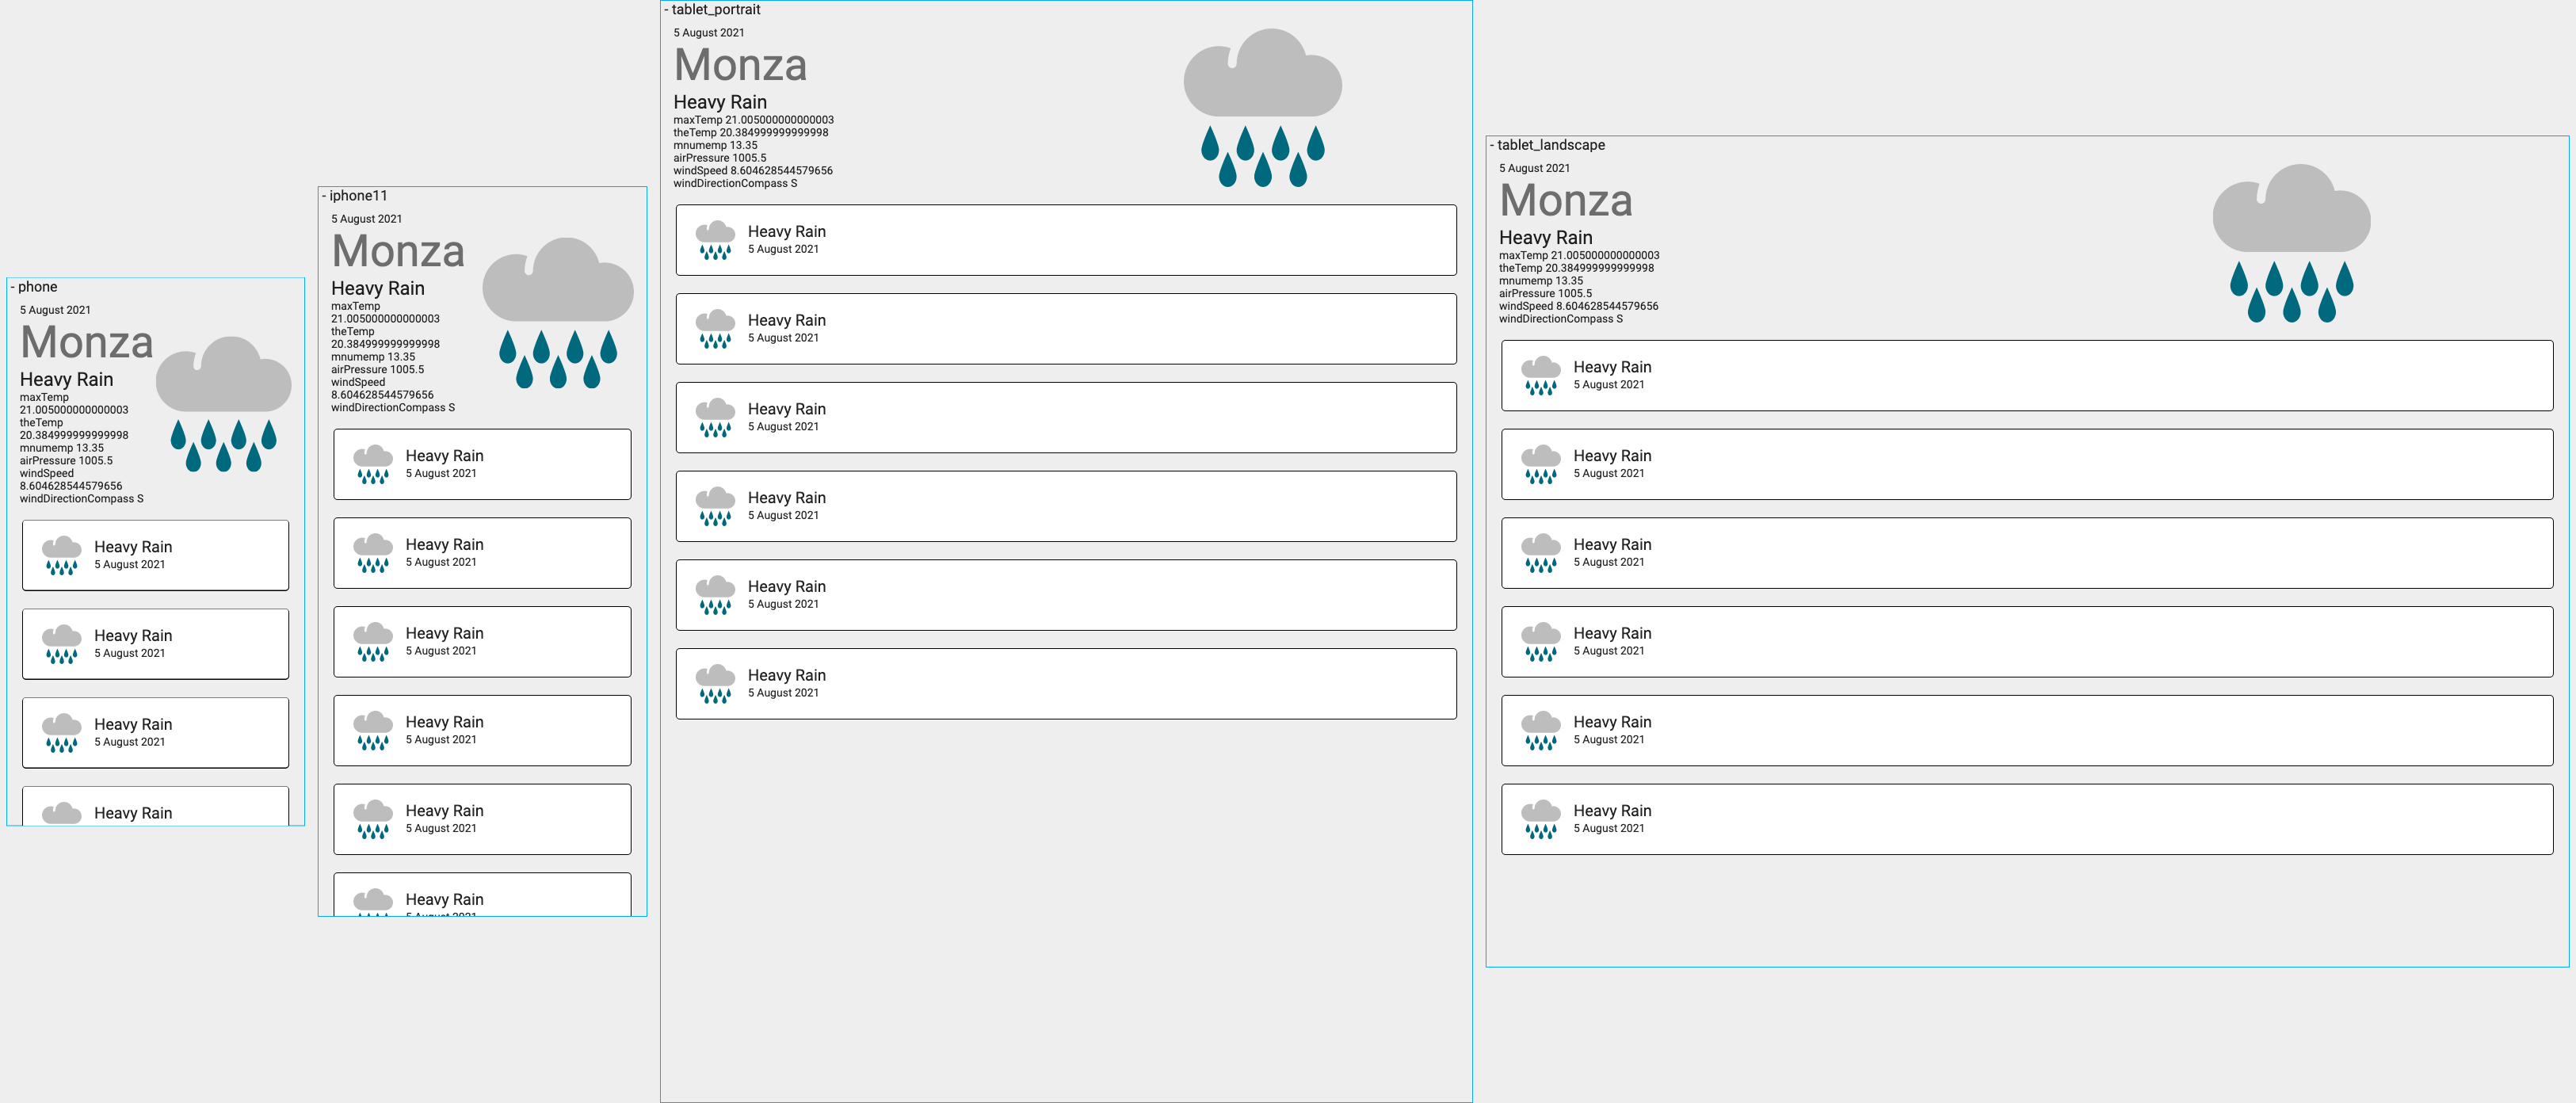 - phone
5 August 2021
Monza
Heavy Rain
maxTemp
21.005000000000003
theTemp
20.384999999999998
mnumemp 13.35
airPressure 1005.5
windSpeed
8.604628544579656
windDirectionCompass S
Heavy Rain
5 August 2021
Heavy Rain
5 August 2021
Heavy Rain
5 August 2021
Heavy Rain
- iphone11
5 August 2021
Monza
Heavy Rain
maxTemp
21.005000000000003
theTemp
20.384999999999998
mnumemp 13.35
airPressure 1005.5
windSpeed
8.604628544579656
windDirectionCompass S
Heavy Rain
5 August 2021
Heavy Rain
5 August 2021
Heavy Rain
5 August 2021
Heavy Rain
5 August 2021
Heavy Rain
5 August 2021
Heavy Rain
5 August 2021
- tablet_portrait
5 August 2021
Monza
Heavy Rain
maxTemp 21.005000000000003
theTemp 20.384999999999998
mnumemp 13.35
airPressure 1005.5
windSpeed 8.604628544579656
windDirectionCompass S
Heavy Rain
5 August 2021
Heavy Rain
5 August 2021
Heavy Rain
5 August 2021
Heavy Rain
5 August 2021
Heavy Rain
5 August 2021
Heavy Rain
5 August 2021
- tablet_landscape
5 August 2021
Monza
Heavy Rain
maxTemp 21.005000000000003
theTemp 20.384999999999998
mnumemp 13.35
airPressure 1005.5
windSpeed 8.604628544579656
windDirectionCompass S
Heavy Rain
5 August 2021
Heavy Rain
5 August 2021
Heavy Rain
5 August 2021
Heavy Rain
5 August 2021
Heavy Rain
5 August 2021
Heavy Rain
5 August 2021